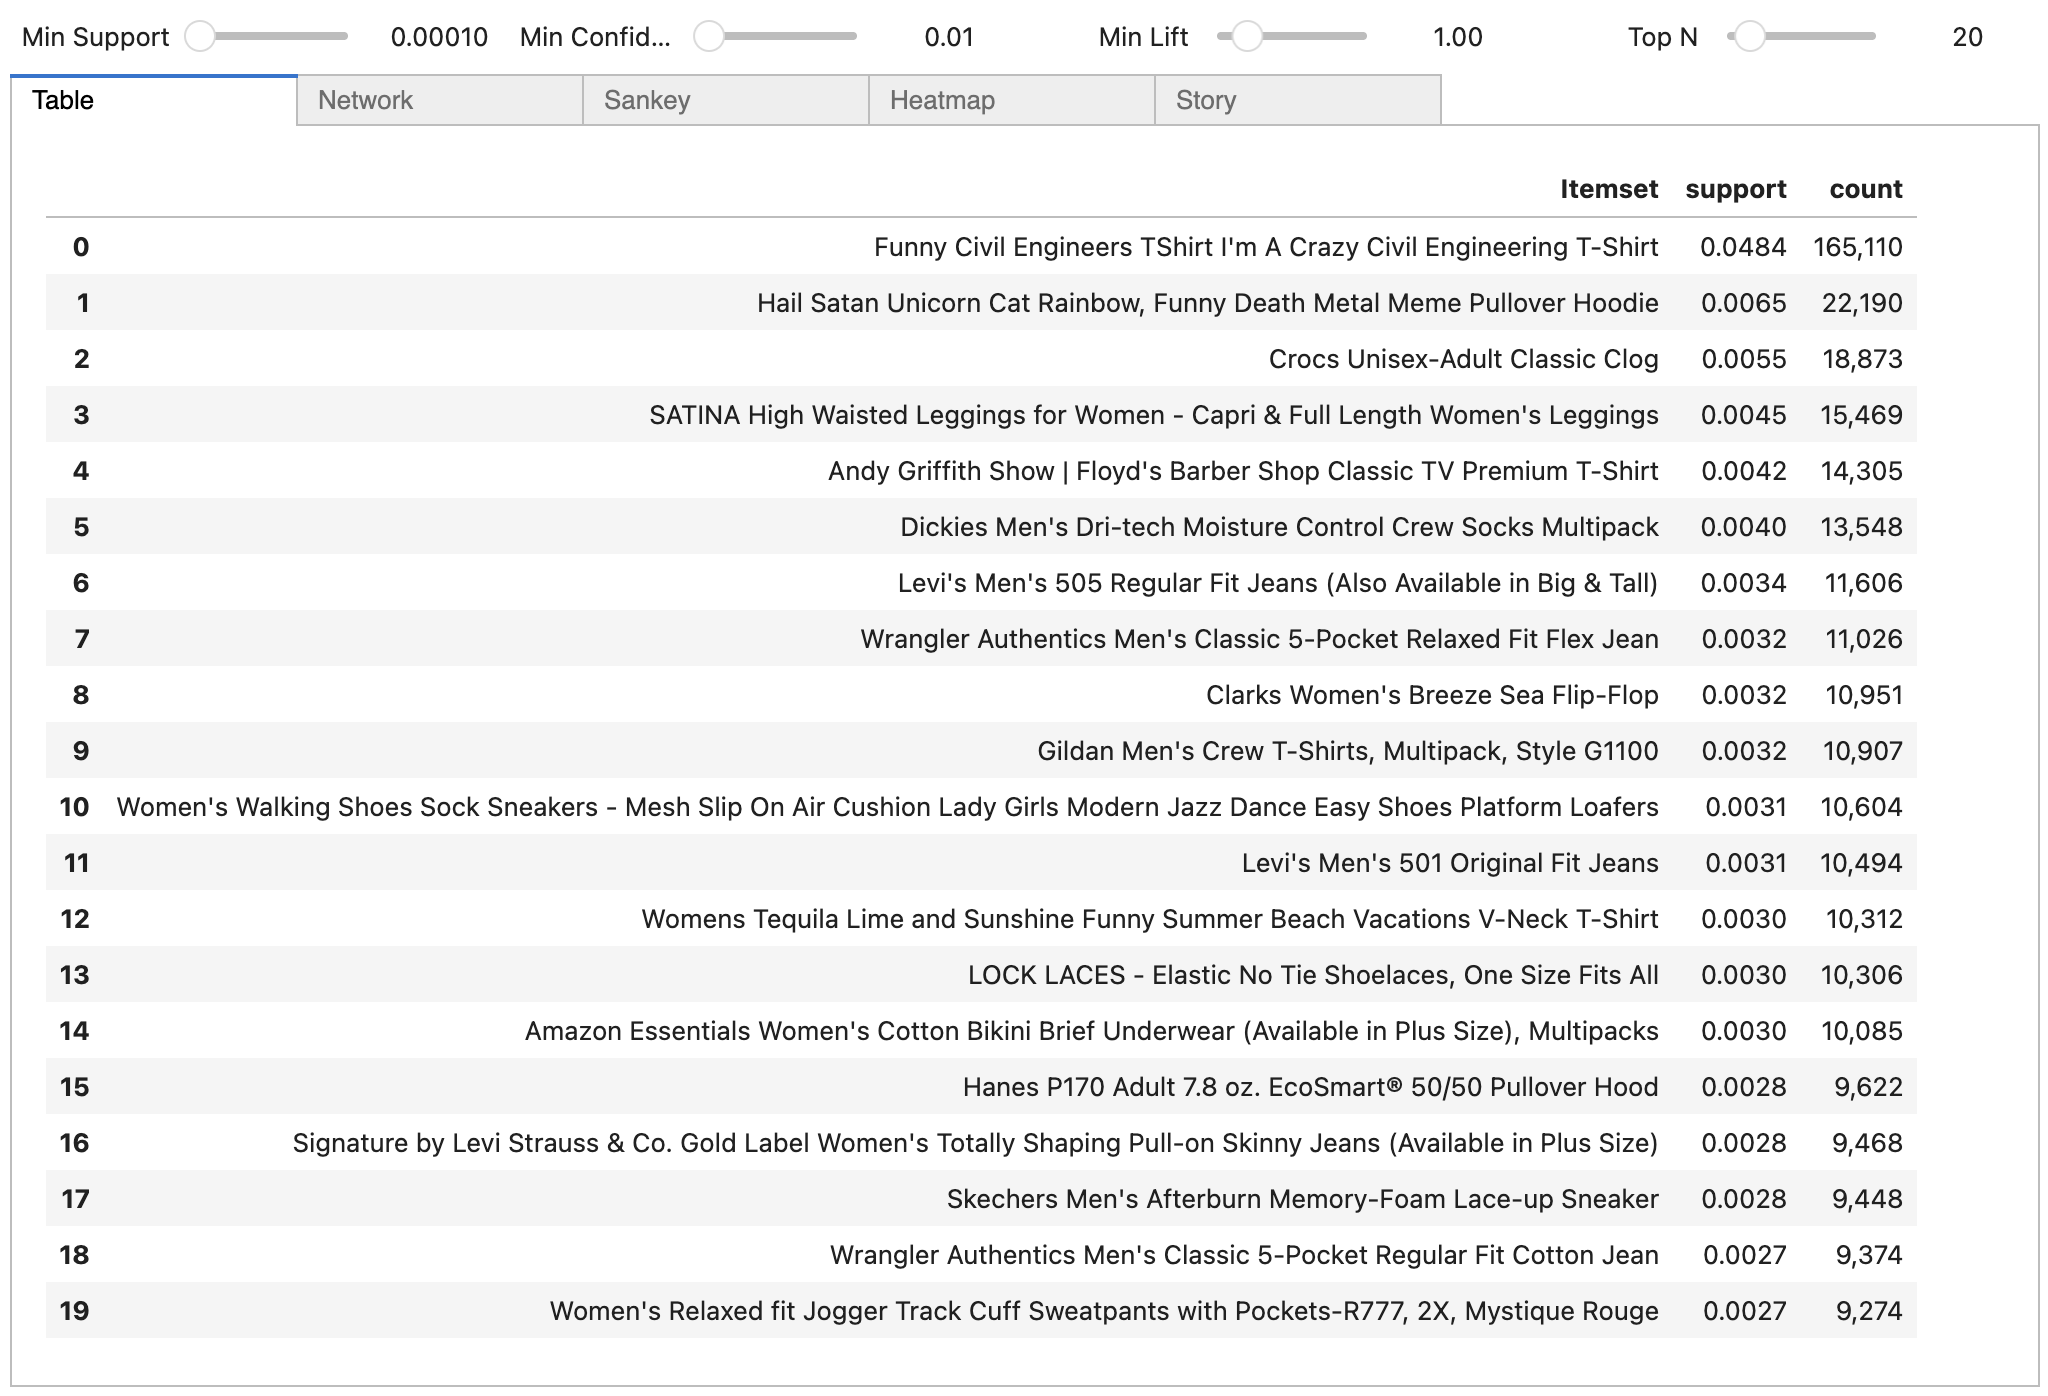 Min Support 0.00010 Min Confid... 0.01 Min Lift 1.00 Top N 20
Table Network Sankey Heatmap Story
Itemset support count
0 Funny Civil Engineers TShirt I'm A Crazy Civil Engineering T-Shirt 0.0484 165,110
1 Hail Satan Unicorn Cat Rainbow, Funny Death Metal Meme Pullover Hoodie 0.0065 22,190
2 Crocs Unisex-Adult Classic Clog 0.0055 18,873
3 SATINA High Waisted Leggings for Women - Capri & Full Length Women's Leggings 0.0045 15,469
4 Andy Griffith Show | Floyd's Barber Shop Classic TV Premium T-Shirt 0.0042 14,305
5 Dickies Men's Dri-tech Moisture Control Crew Socks Multipack 0.0040 13,548
6 Levi's Men's 505 Regular Fit Jeans (Also Available in Big & Tall) 0.0034 11,606
7 Wrangler Authentics Men's Classic 5-Pocket Relaxed Fit Flex Jean 0.0032 11,026
8 Clarks Women's Breeze Sea Flip-Flop 0.0032 10,951
9 Gildan Men's Crew T-Shirts, Multipack, Style G1100 0.0032 10,907
10 Women's Walking Shoes Sock Sneakers - Mesh Slip On Air Cushion Lady Girls Modern Jazz Dance Easy Shoes Platform Loafers 0.0031 10,604
11 Levi's Men's 501 Original Fit Jeans 0.0031 10,494
12 Womens Tequila Lime and Sunshine Funny Summer Beach Vacations V-Neck T-Shirt 0.0030 10,312
13 LOCK LACES - Elastic No Tie Shoelaces, One Size Fits All 0.0030 10,306
14 Amazon Essentials Women's Cotton Bikini Brief Underwear (Available in Plus Size), Multipacks 0.0030 10,085
15 Hanes P170 Adult 7.8 oz. EcoSmart® 50/50 Pullover Hood 0.0028 9,622
16 Signature by Levi Strauss & Co. Gold Label Women's Totally Shaping Pull-on Skinny Jeans (Available in Plus Size) 0.0028 9,468
17 Skechers Men's Afterburn Memory-Foam Lace-up Sneaker 0.0028 9,448
18 Wrangler Authentics Men's Classic 5-Pocket Regular Fit Cotton Jean 0.0027 9,374
19 Women's Relaxed fit Jogger Track Cuff Sweatpants with Pockets-R777, 2X, Mystique Rouge 0.0027 9,274